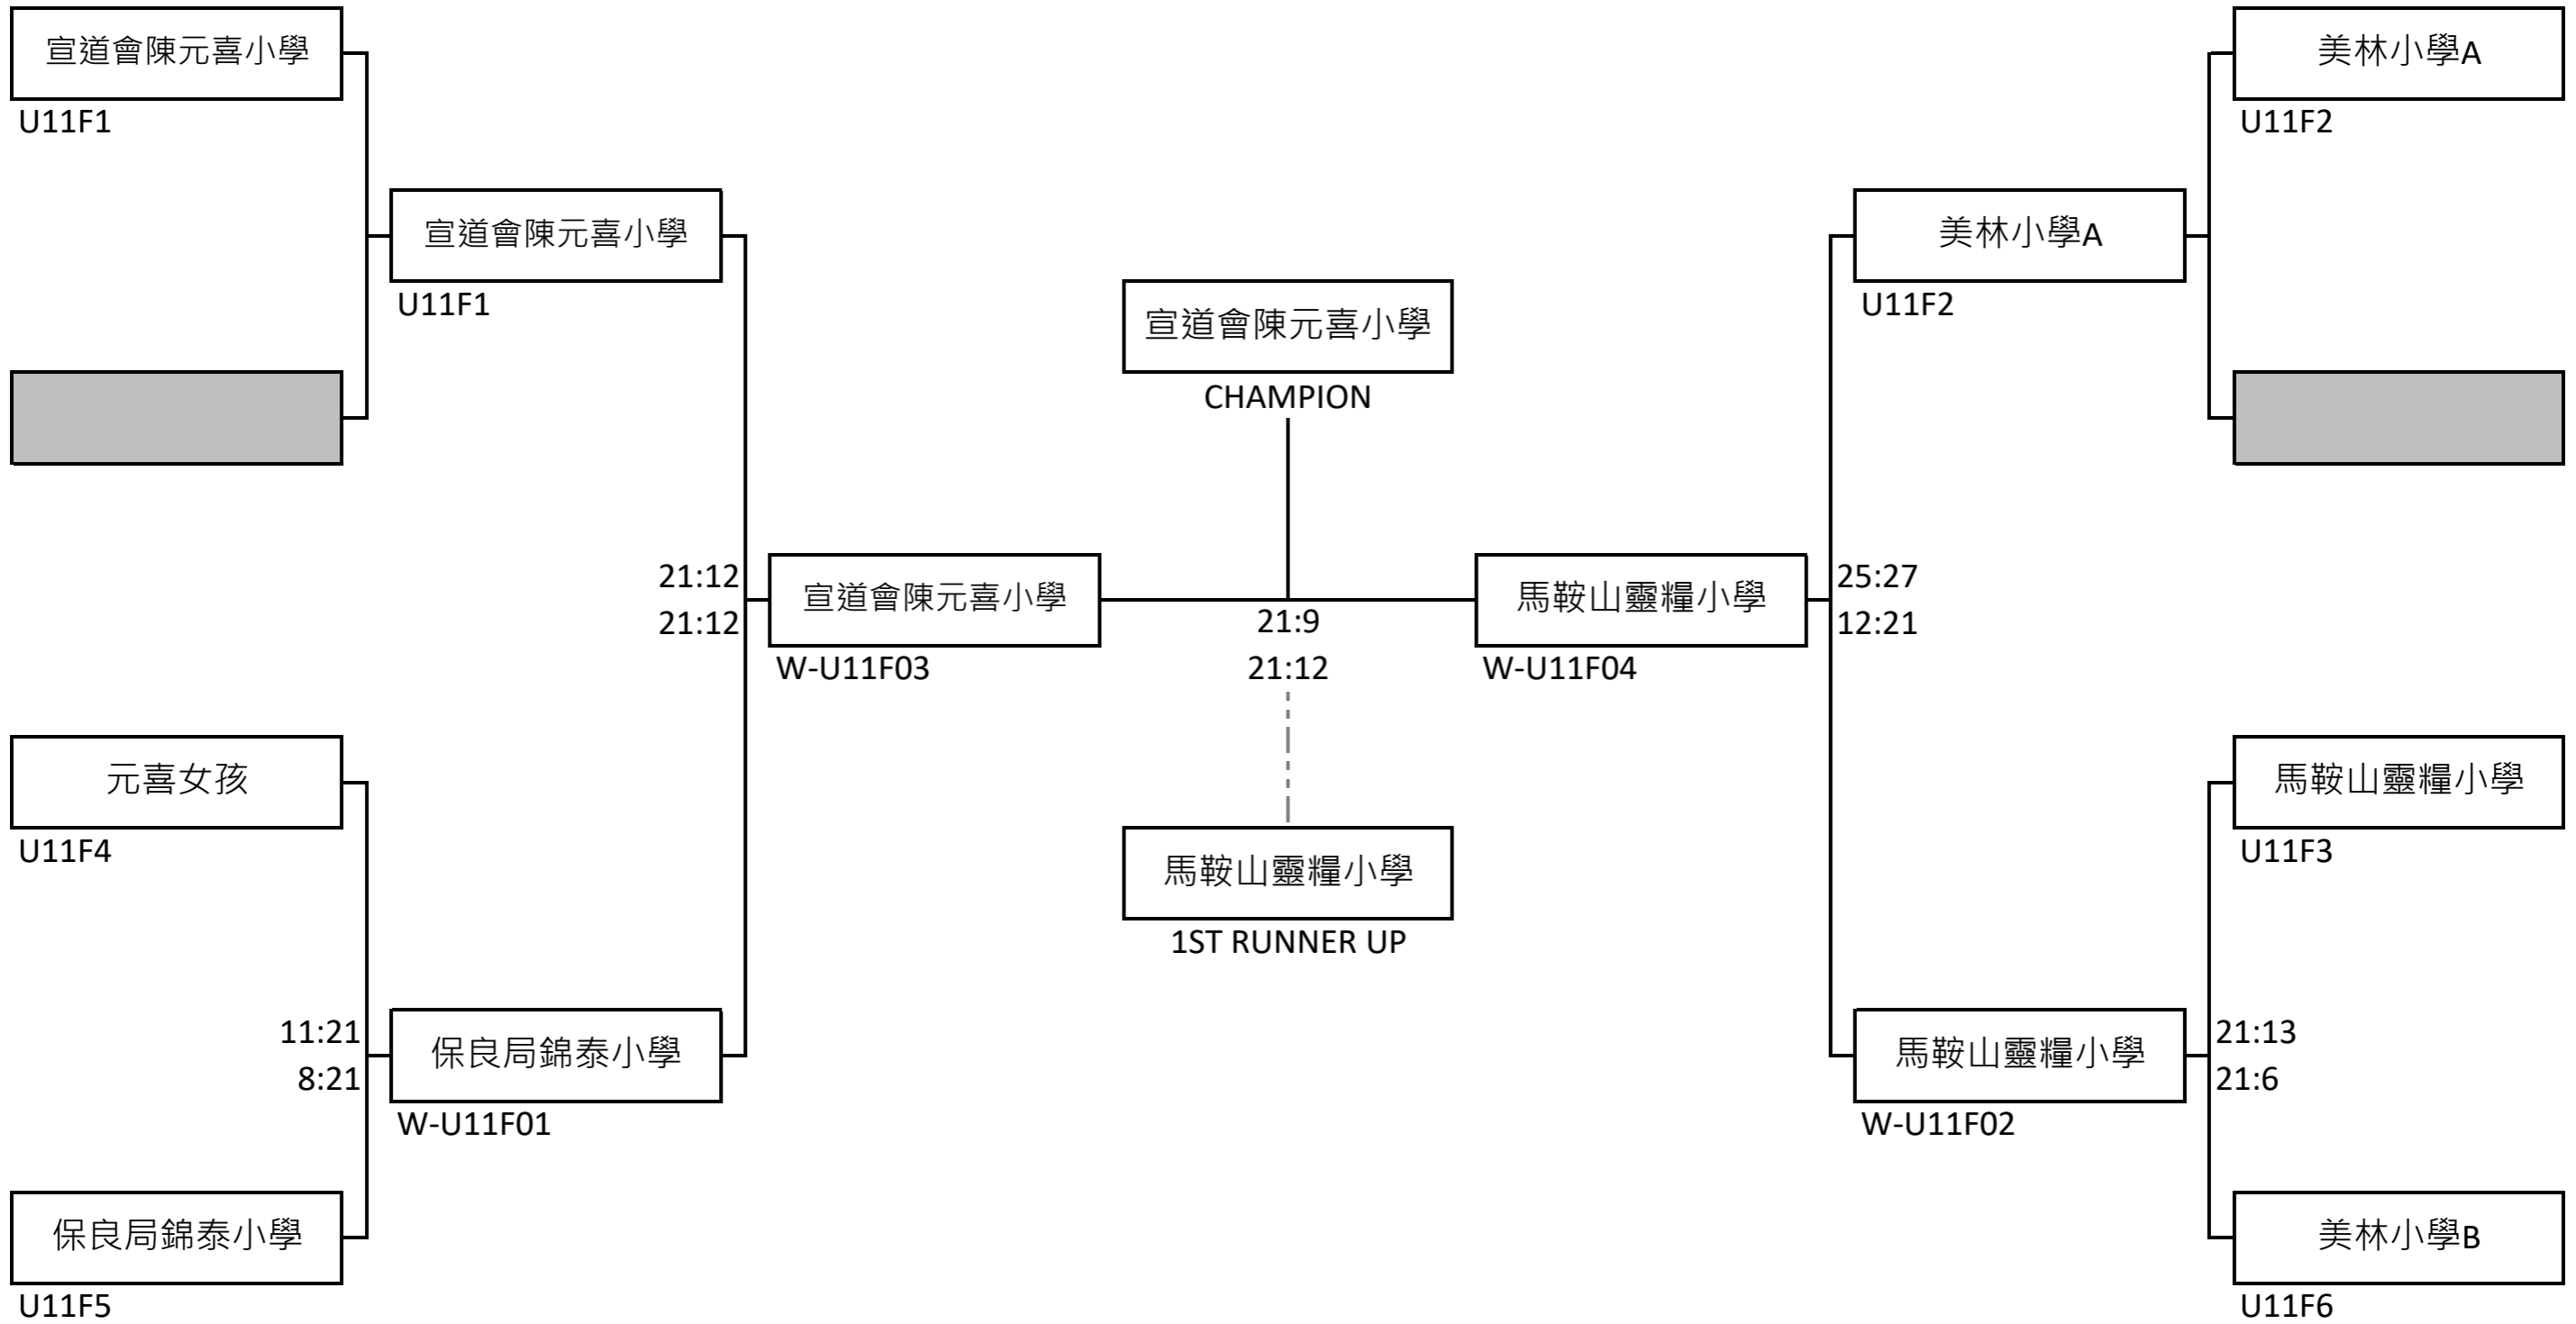 宣道會陳元喜小學
U11F1
宣道會陳元喜小學
U11F1
元喜女孩
U11F4
11:21
8:21
保良局錦泰小學
W-U11F01
保良局錦泰小學
U11F5
21:12
21:12
宣道會陳元喜小學
W-U11F03
宣道會陳元喜小學
CHAMPION
21:9
21:12
馬鞍山靈糧小學
1ST RUNNER UP
馬鞍山靈糧小學
W-U11F04
25:27
12:21
美林小學A
U11F2
美林小學A
U11F2
馬鞍山靈糧小學
W-U11F02
馬鞍山靈糧小學
U11F3
21:13
21:6
美林小學B
U11F6